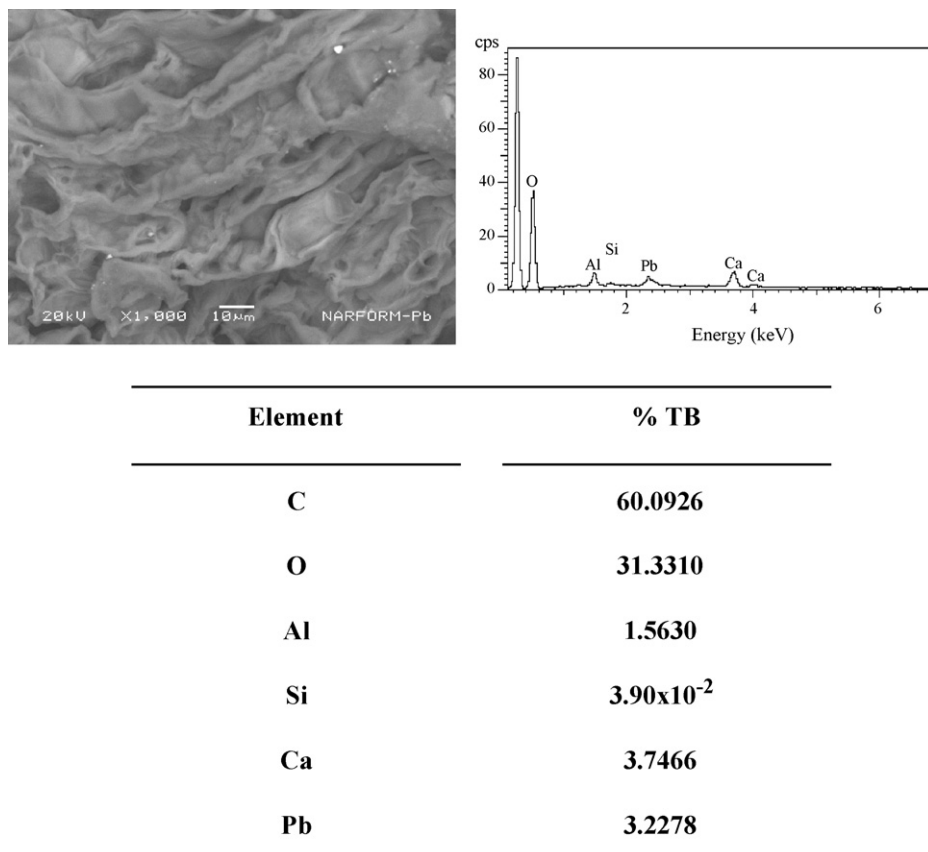 20kV X1,000 10µm NARFORM-Pb
cps
80
60
40
20
0
O
Al
Si
Pb
Ca
Ca
2 4 6
Energy (keV)
Element % TB
C 60.0926
O 31.3310
Al 1.5630
Si 3.90x10⁻²
Ca 3.7466
Pb 3.2278